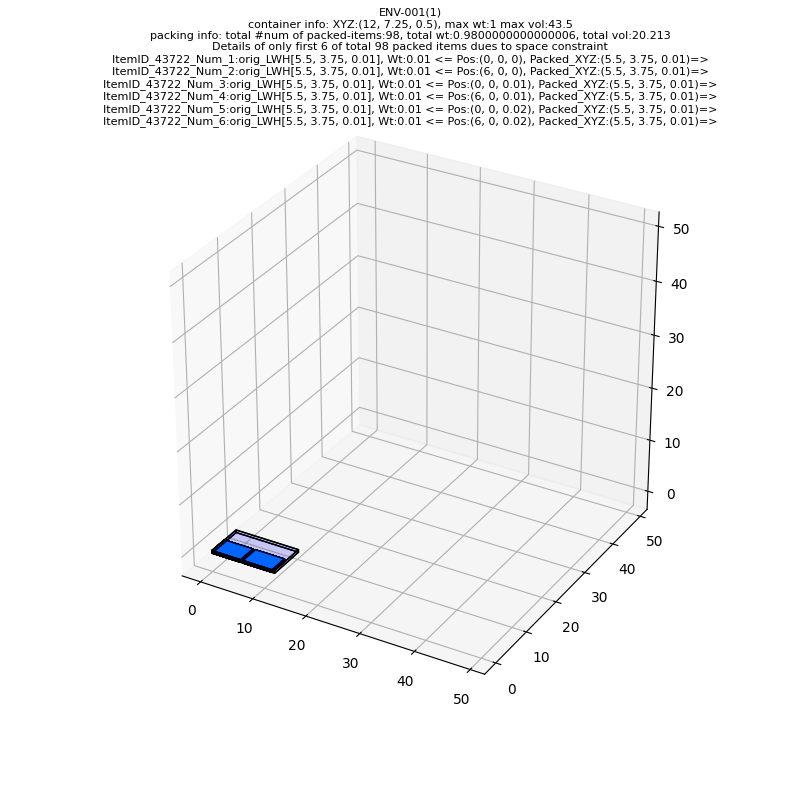 ENV-001(1)
container info: XYZ:(12, 7.25, 0.5), max wt:1 max vol:43.5
packing info: total #num of packed-items:98, total wt:0.9800000000000006, total vol:20.213
Details of only first 6 of total 98 packed items dues to space constraint
ItemID_43722_Num_1:orig_LWH[5.5, 3.75, 0.01], Wt:0.01 <= Pos:(0, 0, 0), Packed_XYZ:(5.5, 3.75, 0.01)=>
ItemID_43722_Num_2:orig_LWH[5.5, 3.75, 0.01], Wt:0.01 <= Pos:(6, 0, 0), Packed_XYZ:(5.5, 3.75, 0.01)=>
ItemID_43722_Num_3:orig_LWH[5.5, 3.75, 0.01], Wt:0.01 <= Pos:(0, 0, 0.01), Packed_XYZ:(5.5, 3.75, 0.01)=>
ItemID_43722_Num_4:orig_LWH[5.5, 3.75, 0.01], Wt:0.01 <= Pos:(6, 0, 0.01), Packed_XYZ:(5.5, 3.75, 0.01)=>
ItemID_43722_Num_5:orig_LWH[5.5, 3.75, 0.01], Wt:0.01 <= Pos:(0, 0, 0.02), Packed_XYZ:(5.5, 3.75, 0.01)=>
ItemID_43722_Num_6:orig_LWH[5.5, 3.75, 0.01], Wt:0.01 <= Pos:(6, 0, 0.02), Packed_XYZ:(5.5, 3.75, 0.01)=>
50
40
30
20
10
0
50
40
30
20
10
0
0
10
20
30
40
50